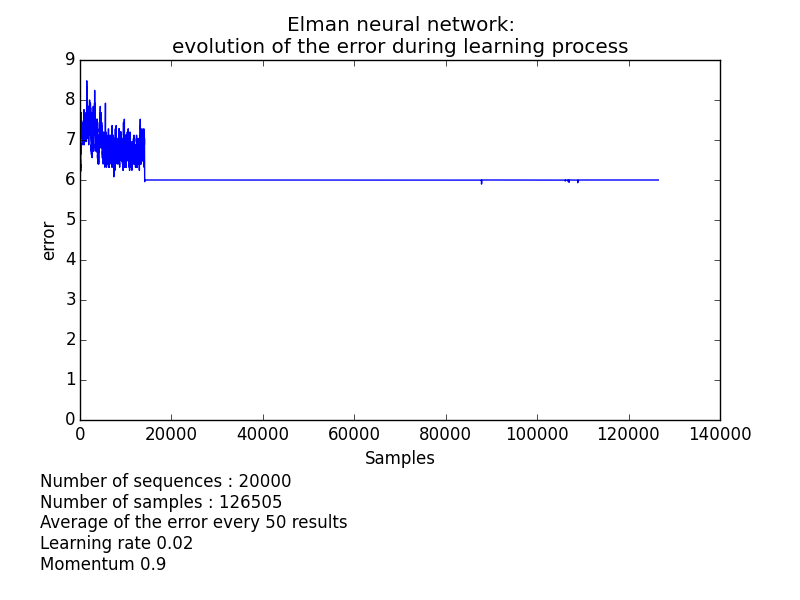 Elman neural network:
evolution of the error during learning process
9
8
7
6
5
4
3
2
1
0
error
0 20000 40000 60000 80000 100000 120000 140000
Samples
Number of sequences : 20000
Number of samples : 126505
Average of the error every 50 results
Learning rate 0.02
Momentum 0.9